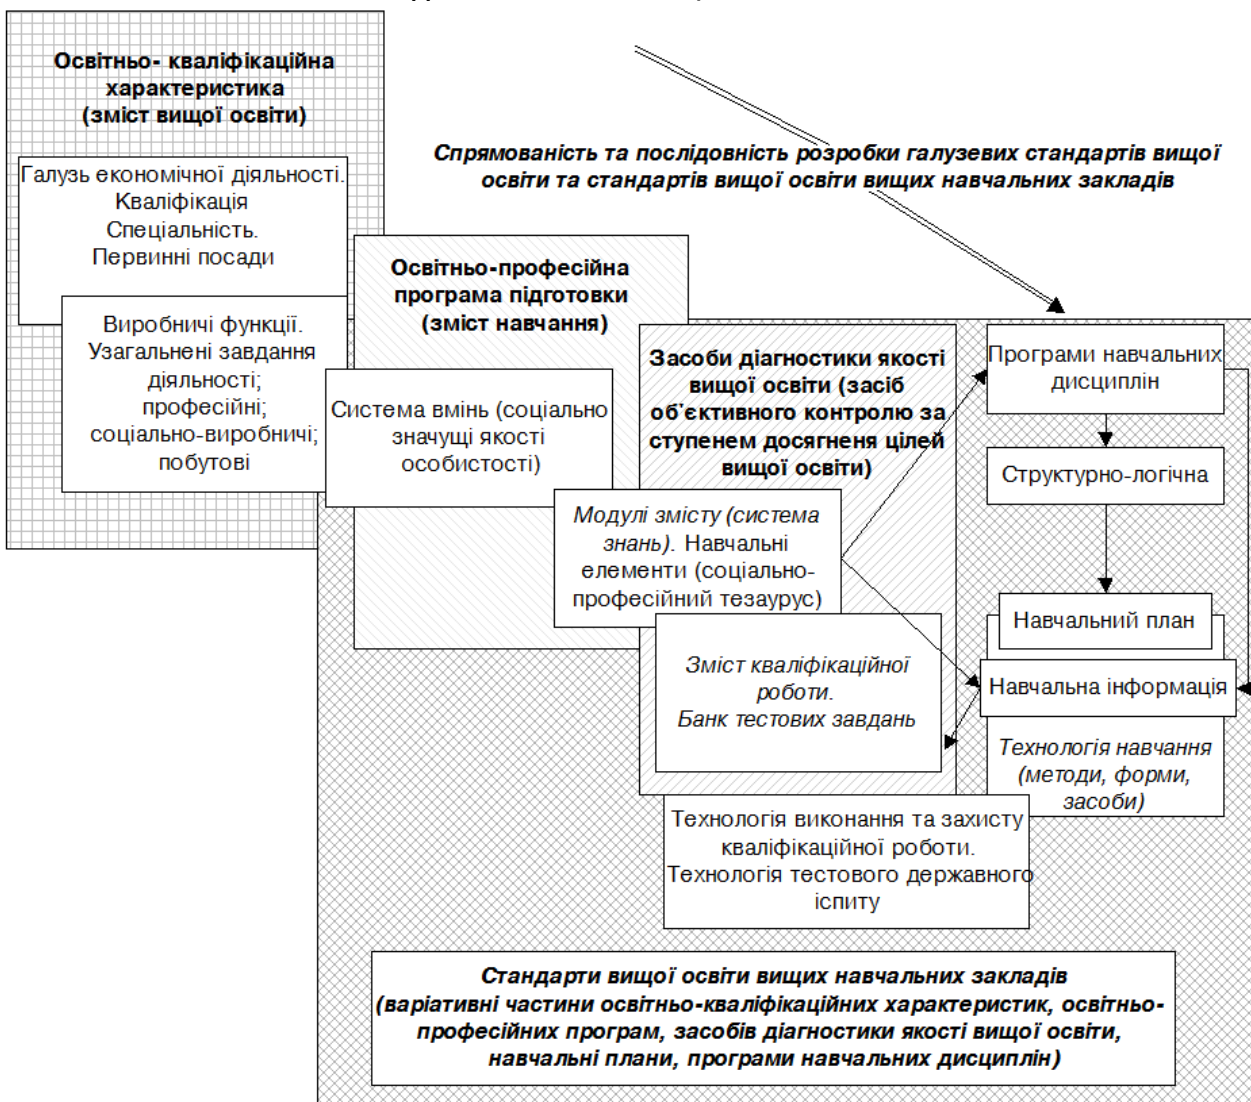 Освітньо- кваліфікаційна
характеристика
(зміст вищої освіти)
Галузь економічної діяльності.
Кваліфікація
Спеціальність.
Первинні посади
Спрямованість та послідовність розробки галузевих стандартів вищої
освіти та стандартів вищої освіти вищих навчальних закладів
Виробничі функції.
Узагальнені завдання
діяльності;
професійні;
соціально-виробничі;
побутові
Освітньо-професійна
програма підготовки
(зміст навчання)
Система вмінь (соціально
значущі якості
особистості)
Засоби діагностики якості
вищої освіти (засіб
об'єктивного контролю за
ступенем досягненя цілей
вищої освіти)
Модулі змісту (система
знань). Навчальні
елементи (соціально-
професійний тезаурус)
Зміст кваліфікаційної
роботи.
Банк тестових завдань
Технологія виконання та захисту
кваліфікаційної роботи.
Технологія тестового державного
іспиту
Програми навчальних
дисциплін
Структурно-логічна
Навчальний план
Навчальна інформація
Технологія навчання
(методи, форми,
засоби)
Стандарти вищої освіти вищих навчальних закладів
(варіативні частини освітньо-кваліфікаційних характеристик, освітньо-
професійних програм, засобів діагностики якості вищої освіти,
навчальні плани, програми навчальних дисциплін)